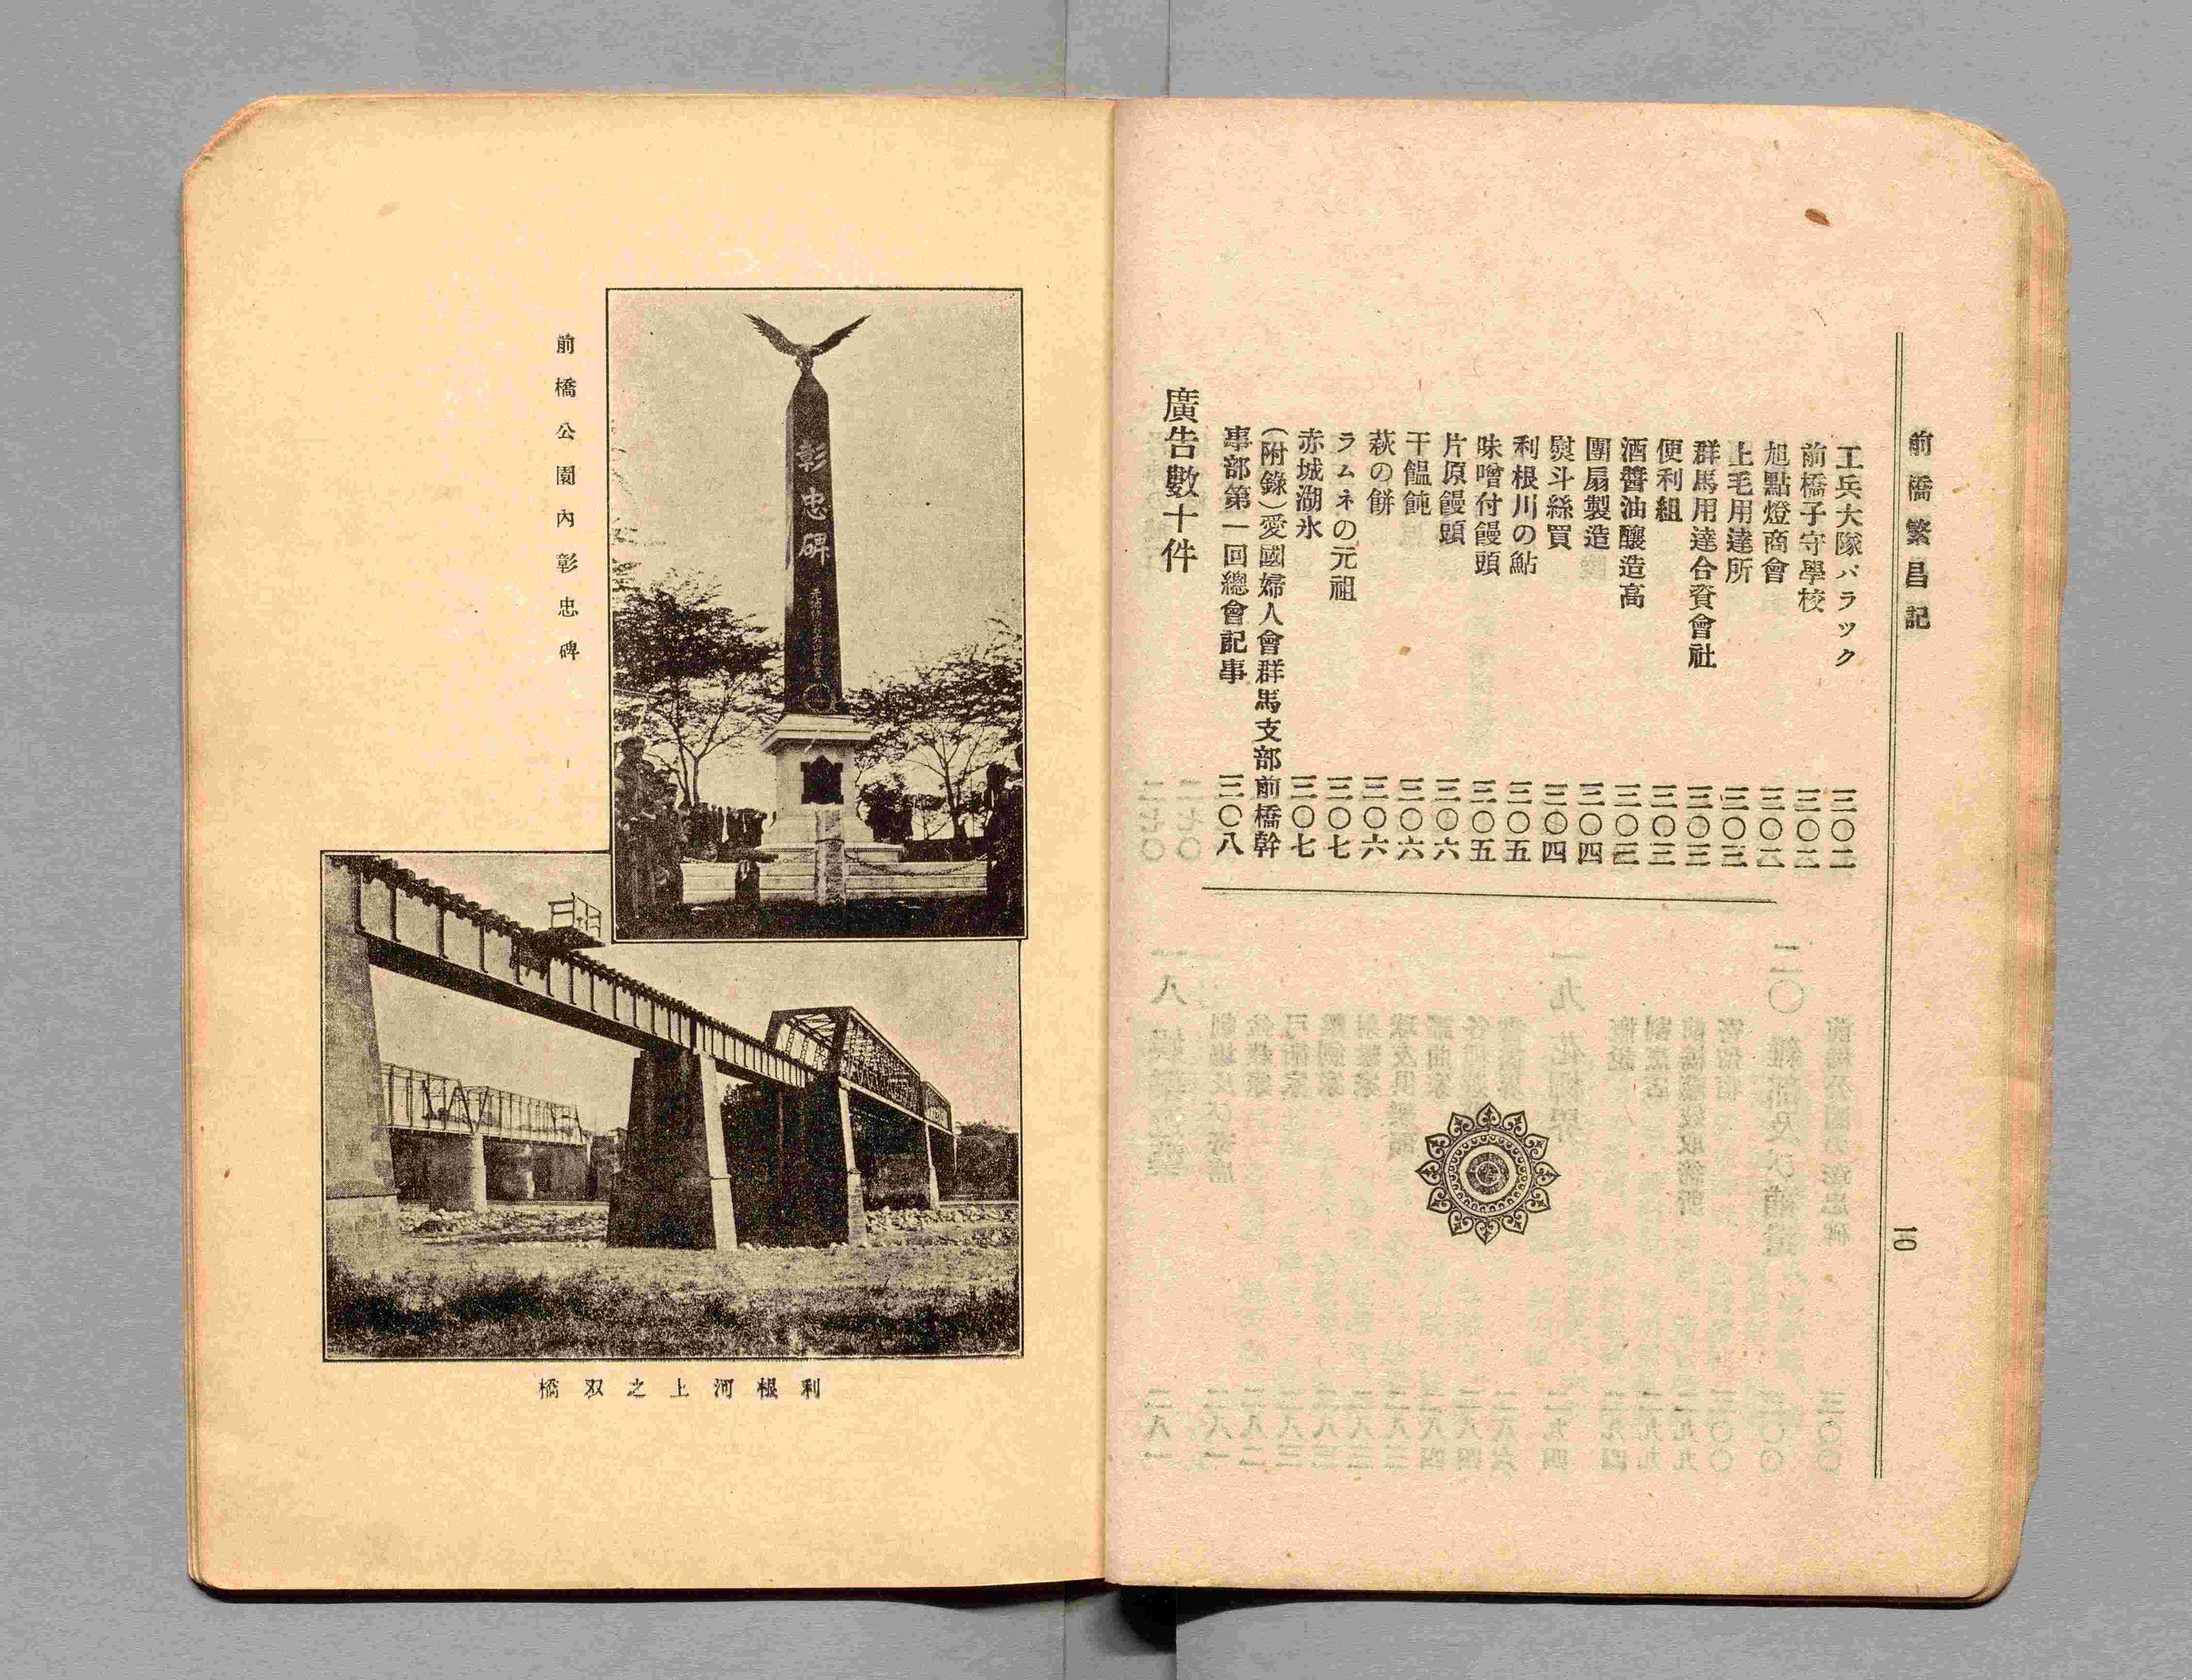 前橋繁昌記
一〇
工兵大隊バラック 三〇二
前橋子守學校 三〇二
旭點燈商會 三〇二
上毛用達所 三〇三
群馬用達合資會社 三〇三
便利組 三〇三
酒醬油釀造高 三〇三
團扇製造 三〇四
熨斗絲買 三〇四
利根川の鮎 三〇五
味噌付饅頭 三〇五
片原饅頭 三〇六
干饂飩 三〇六
萩の餅 三〇六
ラムネの元祖 三〇七
赤城湖氷 三〇七
(附錄)愛國婦人會群馬支部前橋幹
事部第一回總會記事 三〇八
廣告數十件
彰忠碑
前橋公園內彰忠碑
利根河上之双橋